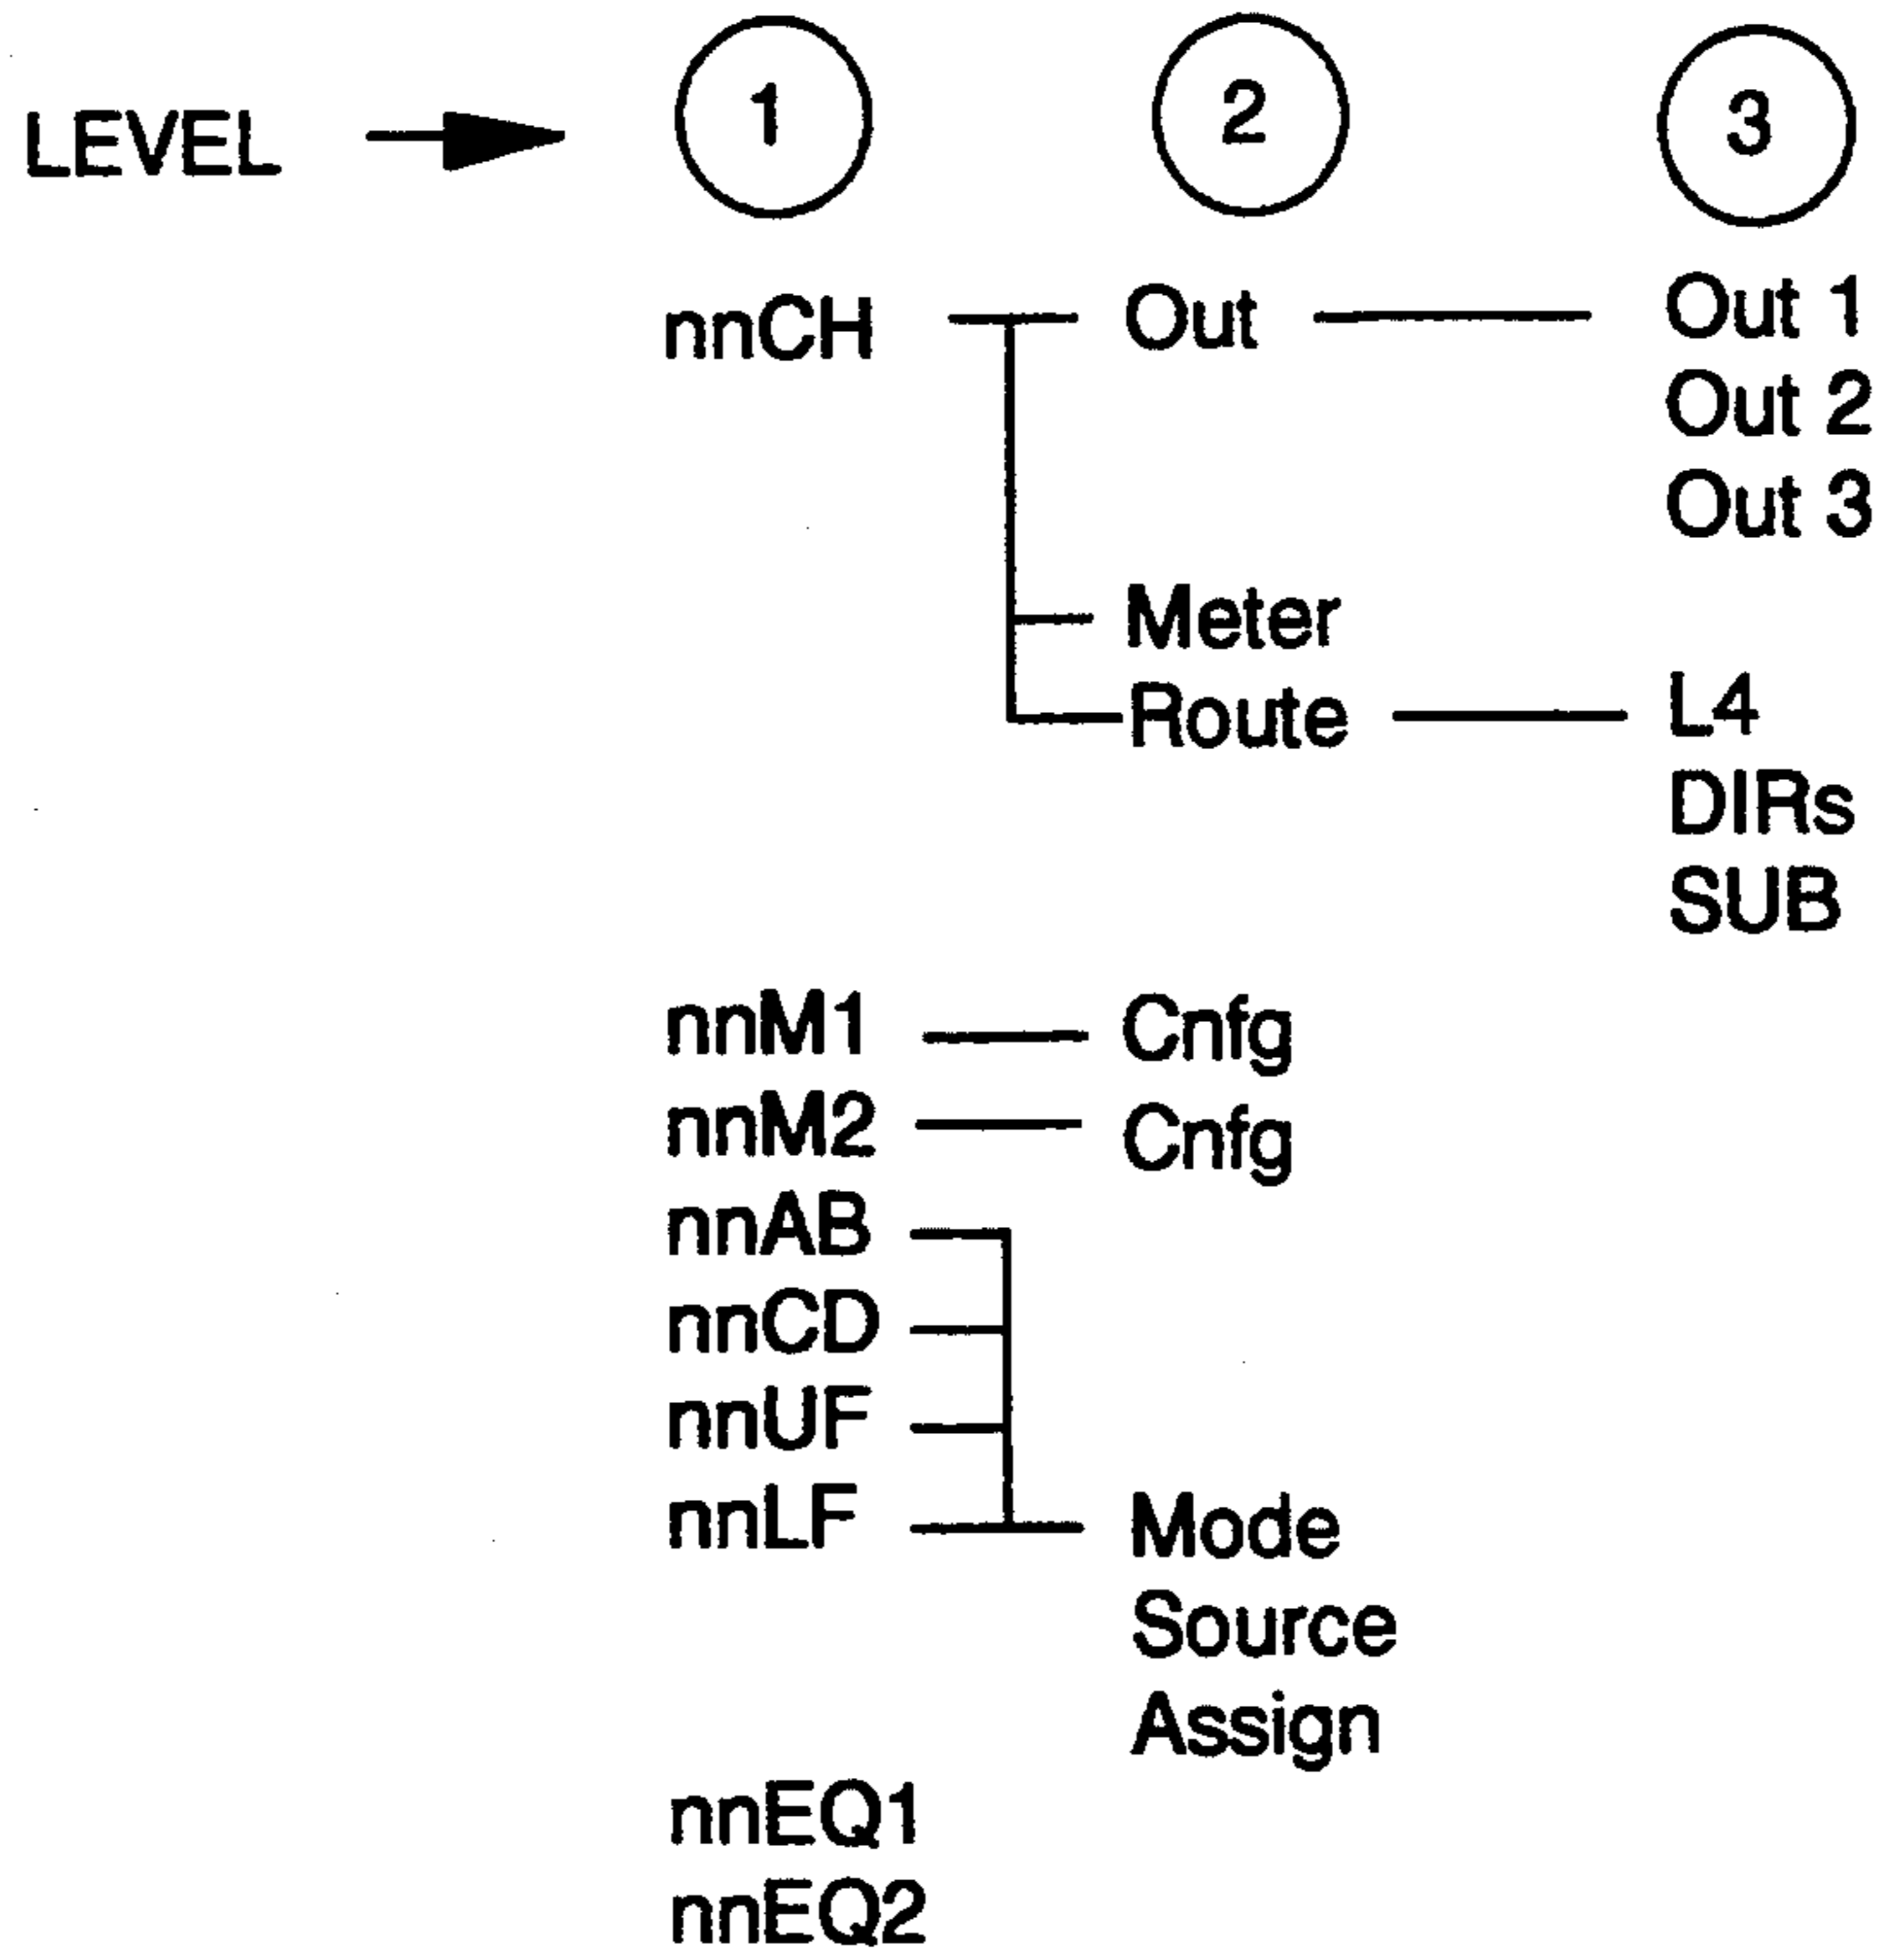 LEVEL 1 2 3
nnCH Out Out 1
Out 2
Out 3
Meter
Route L4
DIRs
SUB
nnM1 Cnfg
nnM2 Cnfg
nnAB
nnCD
nnUF
nnLF Mode
Source
Assign
nnEQ1
nnEQ2